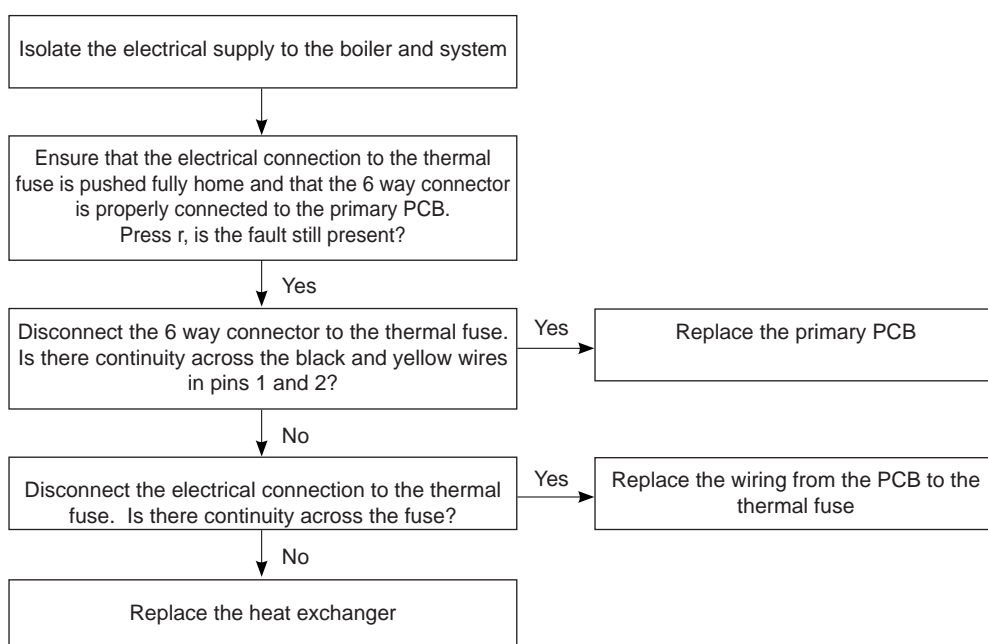 Isolate the electrical supply to the boiler and system
Ensure that the electrical connection to the thermal
fuse is pushed fully home and that the 6 way connector
is properly connected to the primary PCB.
Press r, is the fault still present?
Yes
Disconnect the 6 way connector to the thermal fuse.
Is there continuity across the black and yellow wires
in pins 1 and 2?
Yes
Replace the primary PCB
No
Disconnect the electrical connection to the thermal
fuse.  Is there continuity across the fuse?
Yes
Replace the wiring from the PCB to the
thermal fuse
No
Replace the heat exchanger